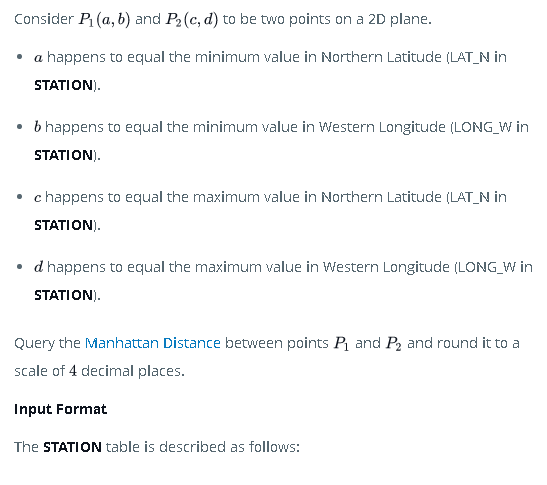 Consider P₁(a, b) and P₂(c, d) to be two points on a 2D plane.
• a happens to equal the minimum value in Northern Latitude (LAT_N in
STATION).
• b happens to equal the minimum value in Western Longitude (LONG_W in
STATION).
• c happens to equal the maximum value in Northern Latitude (LAT_N in
STATION).
• d happens to equal the maximum value in Western Longitude (LONG_W in
STATION).
Query the Manhattan Distance between points P₁ and P₂ and round it to a
scale of 4 decimal places.
Input Format
The STATION table is described as follows: